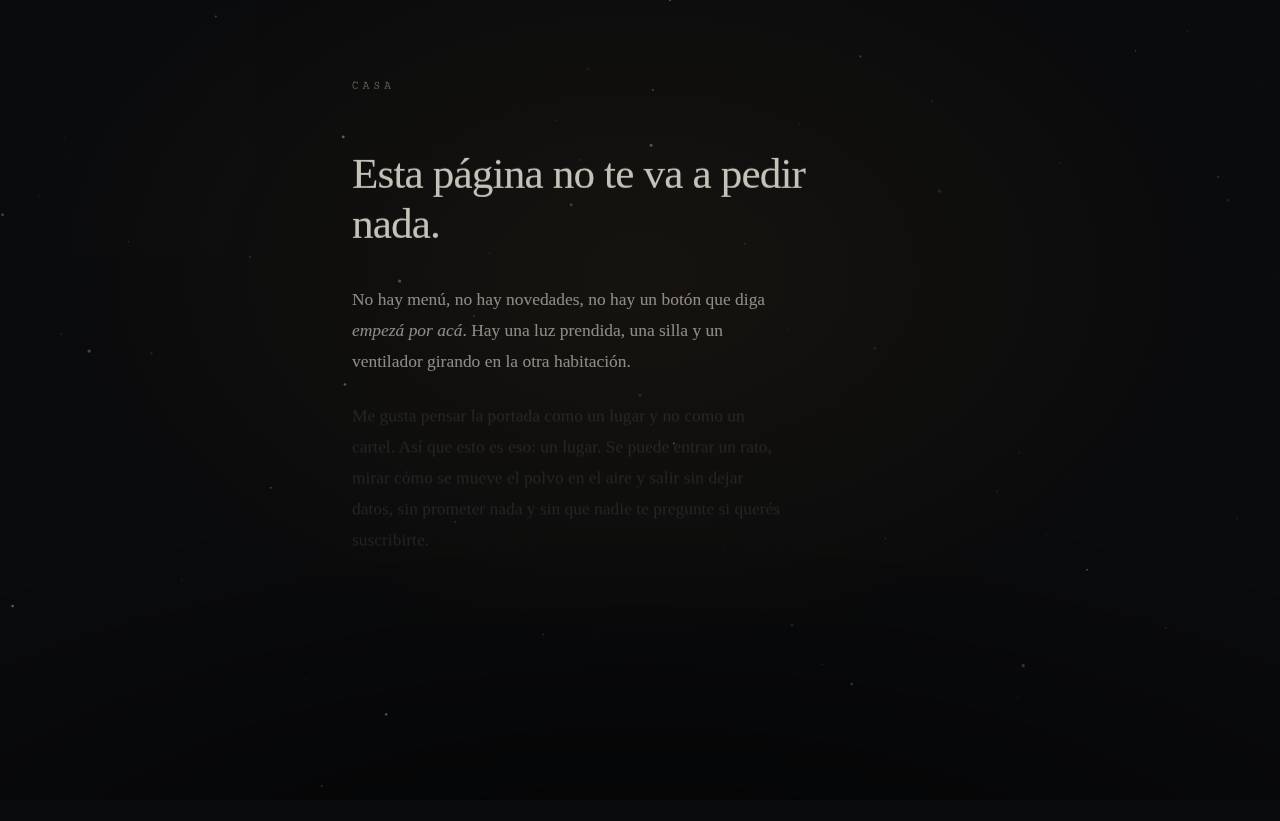 CASA
Esta página no te va a pedir
nada.
No hay menú, no hay novedades, no hay un botón que diga
empezá por acá. Hay una luz prendida, una silla y un
ventilador girando en la otra habitación.
Me gusta pensar la portada como un lugar y no como un
cartel. Así que esto es eso: un lugar. Se puede entrar un rato,
mirar cómo se mueve el polvo en el aire y salir sin dejar
datos, sin prometer nada y sin que nadie te pregunte si querés
suscribirte.